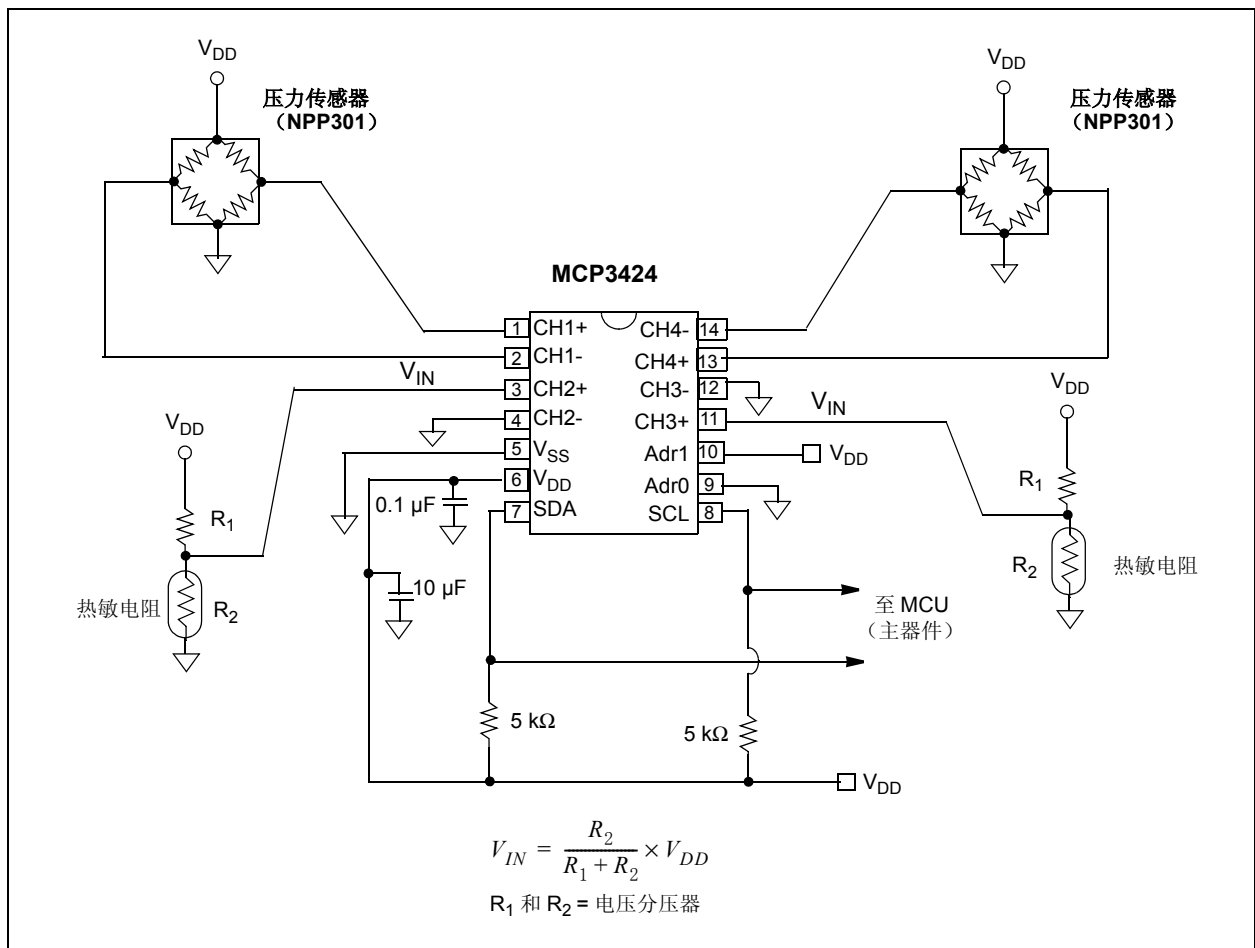 V_DD
压力传感器
（NPP301）
V_DD
压力传感器
（NPP301）
MCP3424
1 CH1+
2 CH1-
3 CH2+
4 CH2-
5 V_SS
6 V_DD
7 SDA
CH4- 14
CH4+ 13
CH3- 12
CH3+ 11
Adr1 10
Adr0 9
SCL 8
V_IN
V_DD
R_1
热敏电阻 R_2
0.1 µF
10 µF
V_IN
V_DD
V_DD
R_1
R_2 热敏电阻
至 MCU
（主器件）
5 kΩ
5 kΩ
V_DD
V_IN = R_2 / (R_1 + R_2) × V_DD
R_1 和 R_2 = 电压分压器